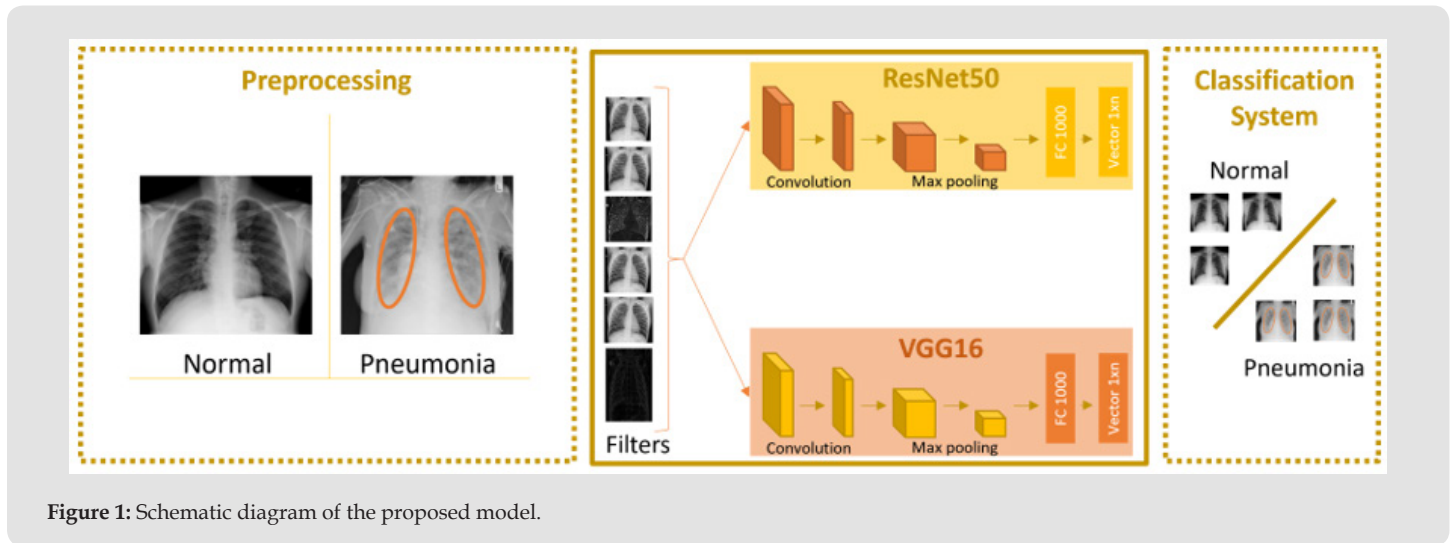 Preprocessing
Normal
Pneumonia
Filters
ResNet50
Convolution
Max pooling
FC 1000
Vector 1xn
VGG16
Convolution
Max pooling
FC 1000
Vector 1xn
Classification
System
Normal
Pneumonia
Figure 1: Schematic diagram of the proposed model.